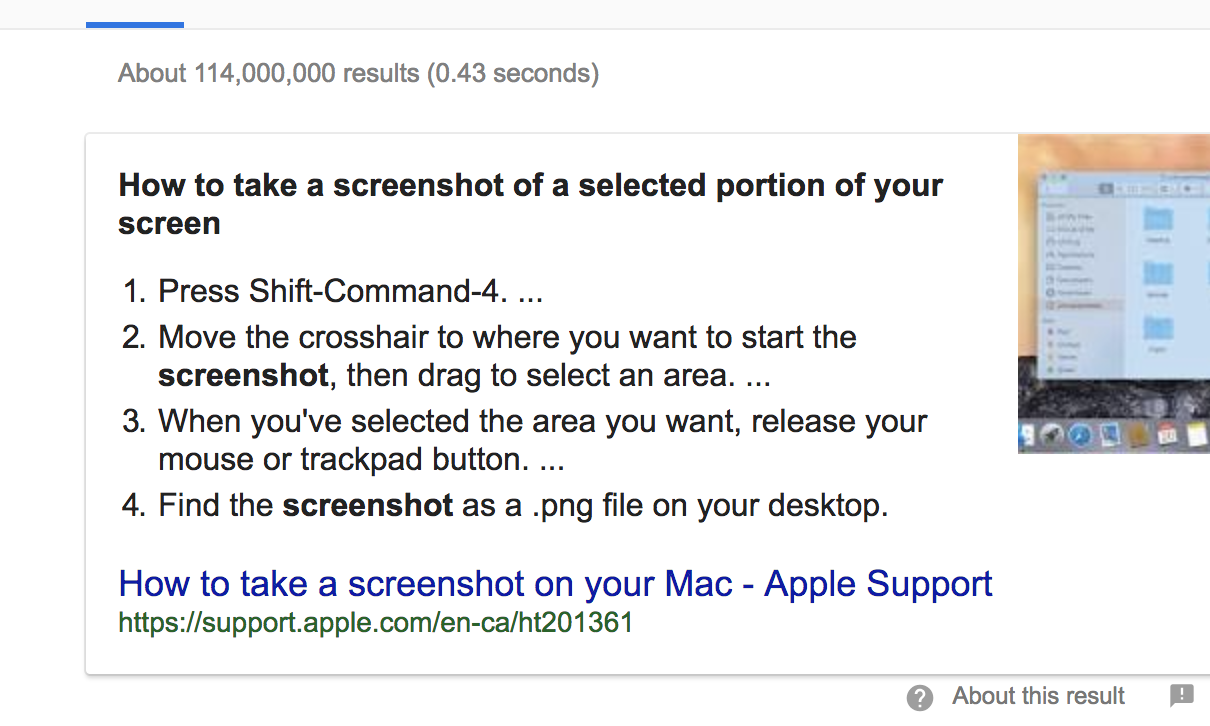 About 114,000,000 results (0.43 seconds)
How to take a screenshot of a selected portion of your
screen
1. Press Shift-Command-4. ...
2. Move the crosshair to where you want to start the
screenshot, then drag to select an area. ...
3. When you've selected the area you want, release your
mouse or trackpad button. ...
4. Find the screenshot as a .png file on your desktop.
How to take a screenshot on your Mac - Apple Support
https://support.apple.com/en-ca/ht201361
About this result